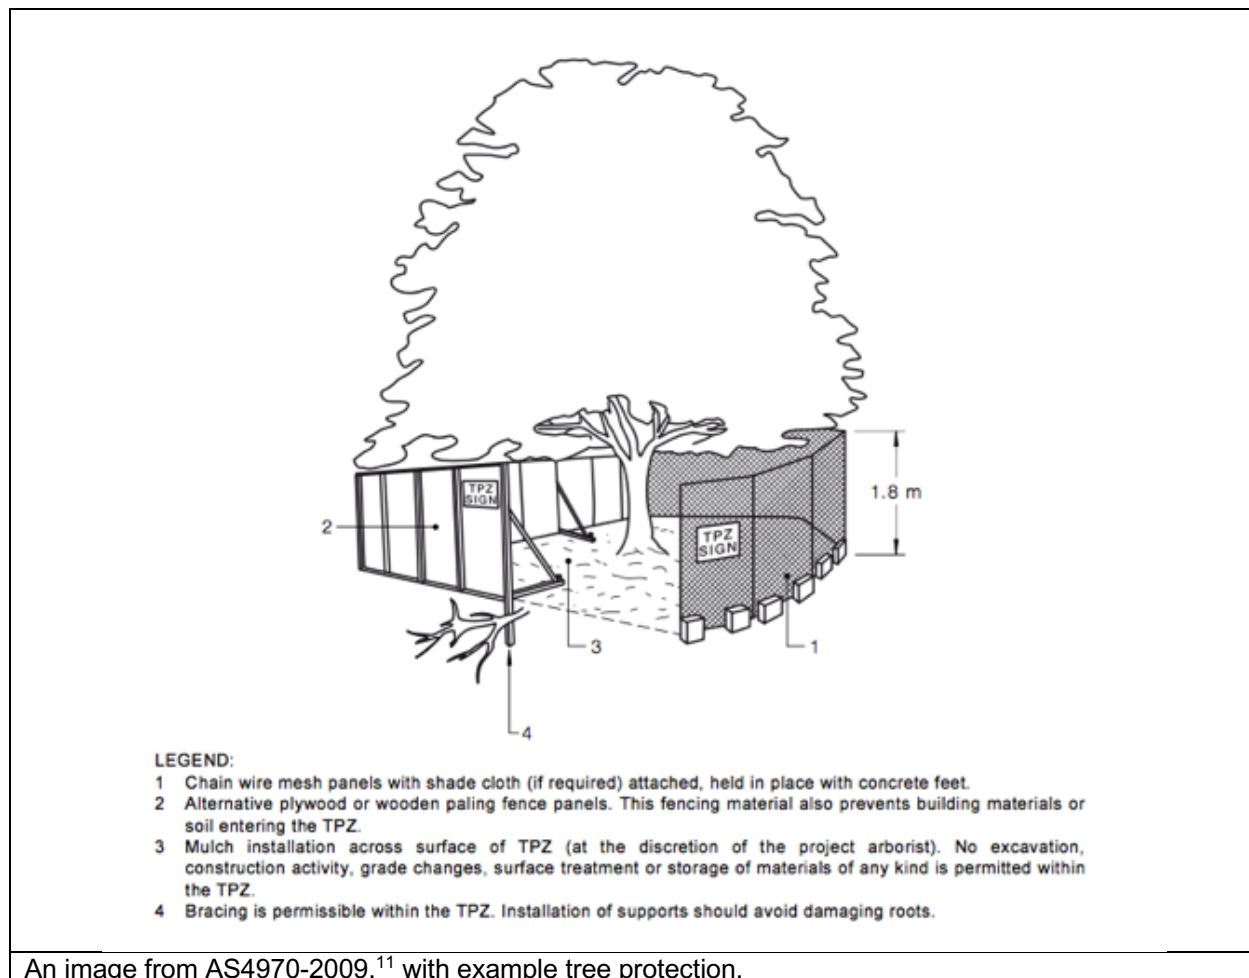 TPZ
SIGN
1.8 m
2
TPZ
SIGN
3
1
4
LEGEND:
1 Chain wire mesh panels with shade cloth (if required) attached, held in place with concrete feet.
2 Alternative plywood or wooden paling fence panels. This fencing material also prevents building materials or
soil entering the TPZ.
3 Mulch installation across surface of TPZ (at the discretion of the project arborist). No excavation,
construction activity, grade changes, surface treatment or storage of materials of any kind is permitted within
the TPZ.
4 Bracing is permissible within the TPZ. Installation of supports should avoid damaging roots.
An image from AS4970-2009,¹¹ with example tree protection.